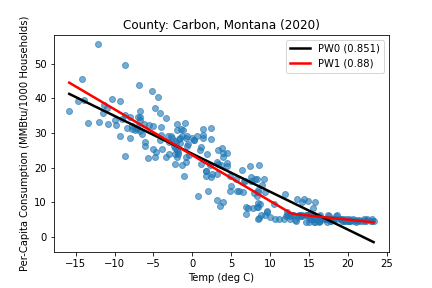 County: Carbon, Montana (2020)
PW0 (0.851)
PW1 (0.88)
Per-Capita Consumption (MMBtu/1000 Households)
50
40
30
20
10
0
−15 −10 −5 0 5 10 15 20 25
Temp (deg C)